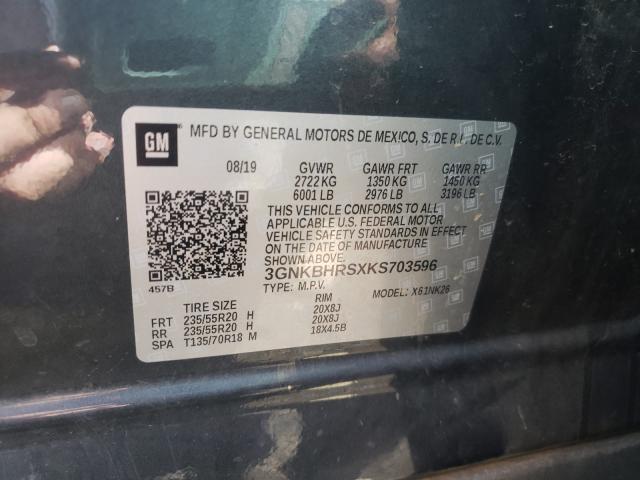 GM MFD BY GENERAL MOTORS DE MEXICO, S. DE R.L. DE C.V.
08/19 GVWR GAWR FRT GAWR RR
2722 KG 1350 KG 1450 KG
6001 LB 2976 LB 3196 LB
THIS VEHICLE CONFORMS TO ALL
APPLICABLE U.S. FEDERAL MOTOR
VEHICLE SAFETY STANDARDS IN EFFECT
ON THE DATE OF MANUFACTURE
SHOWN ABOVE.
3GNKBHRSXKS703596
457B TYPE: M.P.V. MODEL: X61NK26
TIRE SIZE RIM
FRT 235/55R20 H 20X8J
RR 235/55R20 H 20X8J
SPA T135/70R18 M 18X4.5B